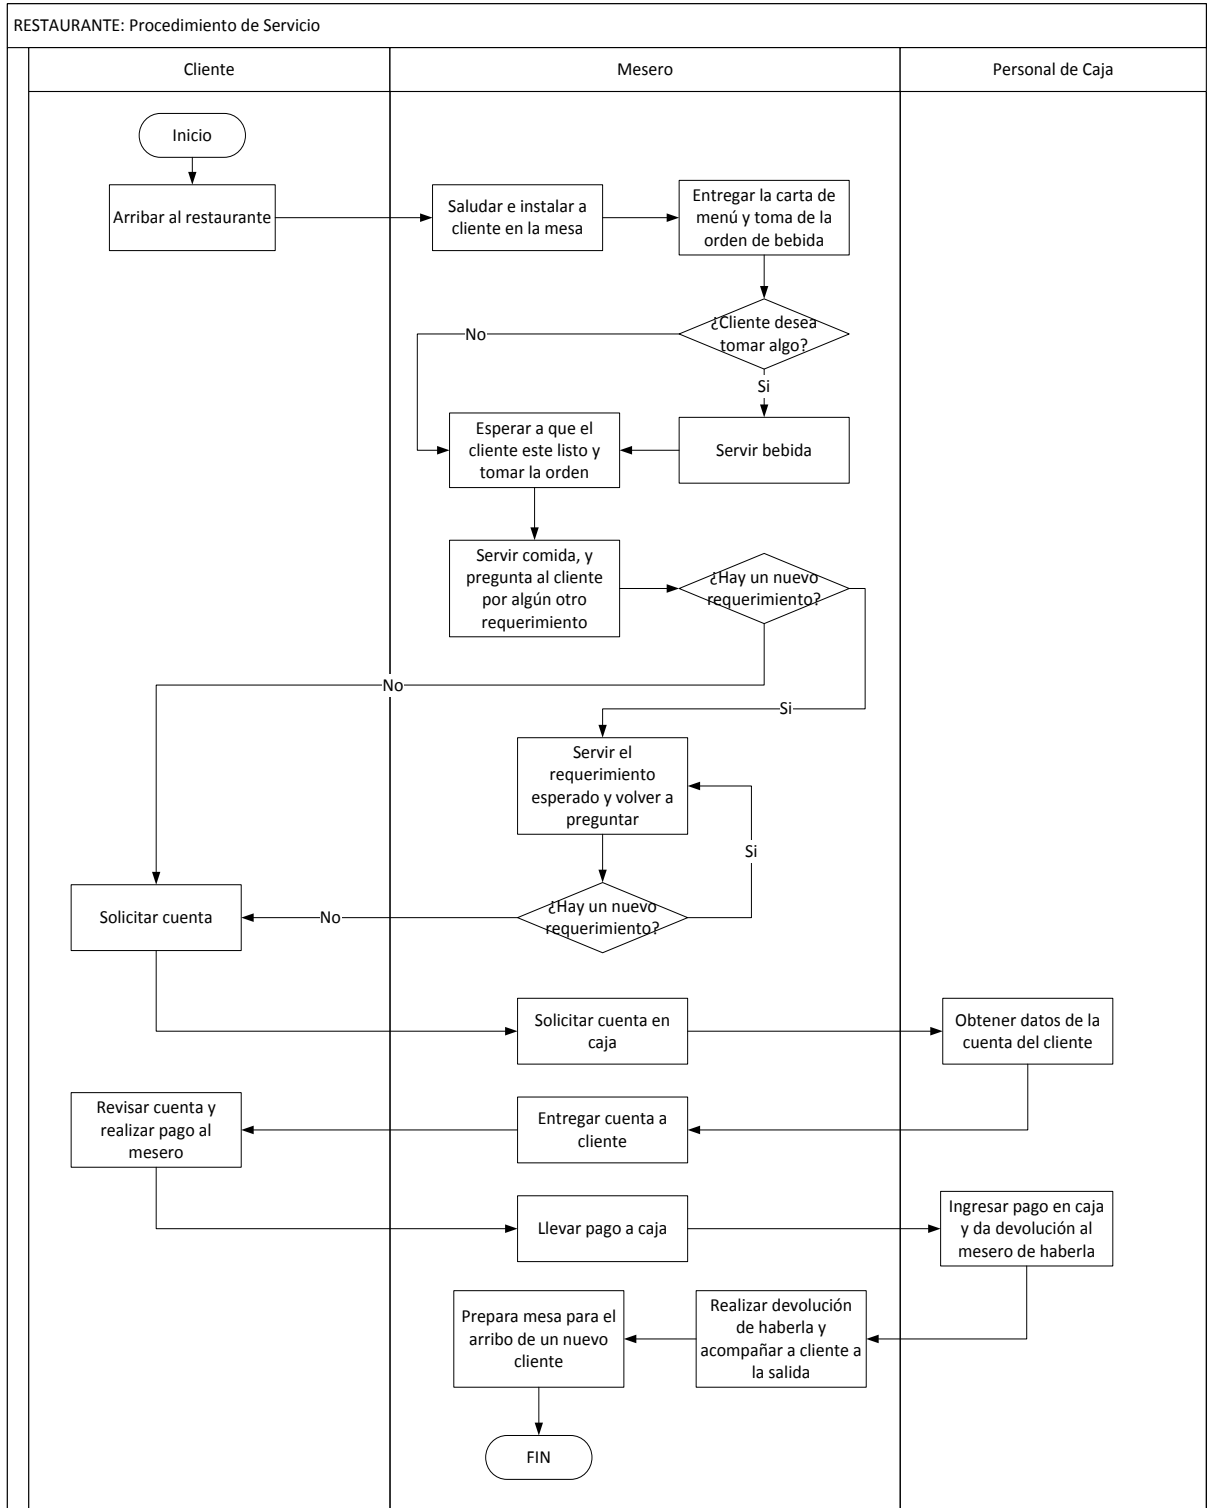 RESTAURANTE: Procedimiento de Servicio
Cliente
Mesero
Personal de Caja
Inicio
Arribar al restaurante
Saludar e instalar a
cliente en la mesa
Entregar la carta de
menú y toma de la
orden de bebida
¿Cliente desea
tomar algo?
No
Si
Esperar a que el
cliente este listo y
tomar la orden
Servir bebida
Servir comida, y
pregunta al cliente
por algún otro
requerimiento
¿Hay un nuevo
requerimiento?
No
Si
Servir el
requerimiento
esperado y volver a
preguntar
Si
Solicitar cuenta
No
¿Hay un nuevo
requerimiento?
Solicitar cuenta en
caja
Obtener datos de la
cuenta del cliente
Revisar cuenta y
realizar pago al
mesero
Entregar cuenta a
cliente
Llevar pago a caja
Ingresar pago en caja
y da devolución al
mesero de haberla
Prepara mesa para el
arribo de un nuevo
cliente
Realizar devolución
de haberla y
acompañar a cliente a
la salida
FIN